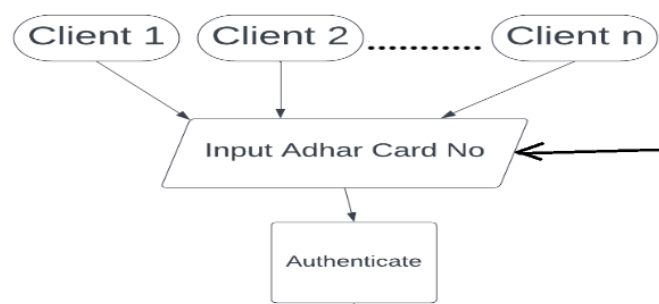 Client 1 Client 2 ........... Client n
Input Adhar Card No
Authenticate